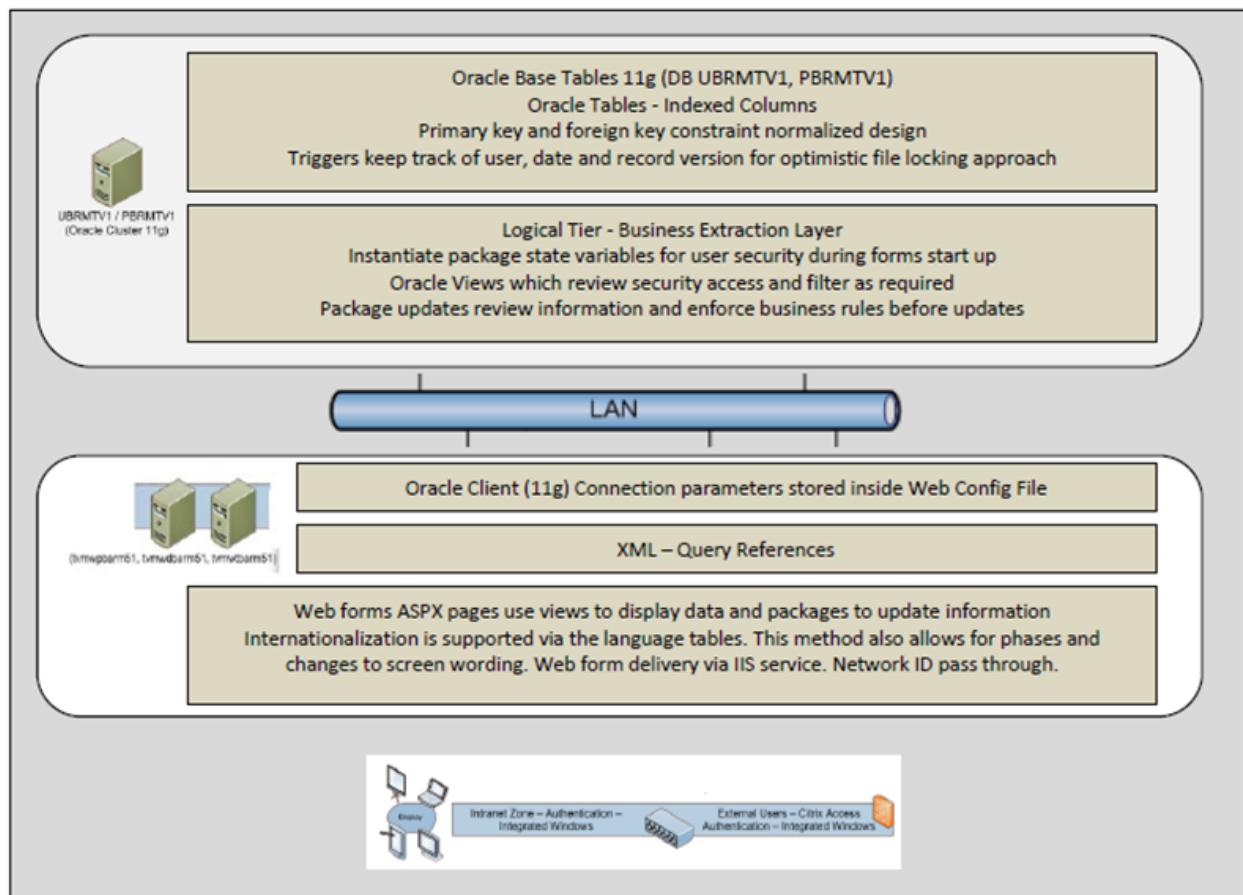 Oracle Base Tables 11g (DB UBRMTV1, PBRMTV1)
Oracle Tables - Indexed Columns
Primary key and foreign key constraint normalized design
Triggers keep track of user, date and record version for optimistic file locking approach
UBRMTV1 / PBRMTV1
(Oracle Cluster 11g)
Logical Tier - Business Extraction Layer
Instantiate package state variables for user security during forms start up
Oracle Views which review security access and filter as required
Package updates review information and enforce business rules before updates
LAN
Oracle Client (11g) Connection parameters stored inside Web Config File
XML – Query References
Web forms ASPX pages use views to display data and packages to update information
Internationalization is supported via the language tables. This method also allows for phases and
changes to screen wording. Web form delivery via IIS service. Network ID pass through.
Intranet Zone – Authentication –
Integrated Windows
External Users – Citrix Access
Authentication – Integrated Windows